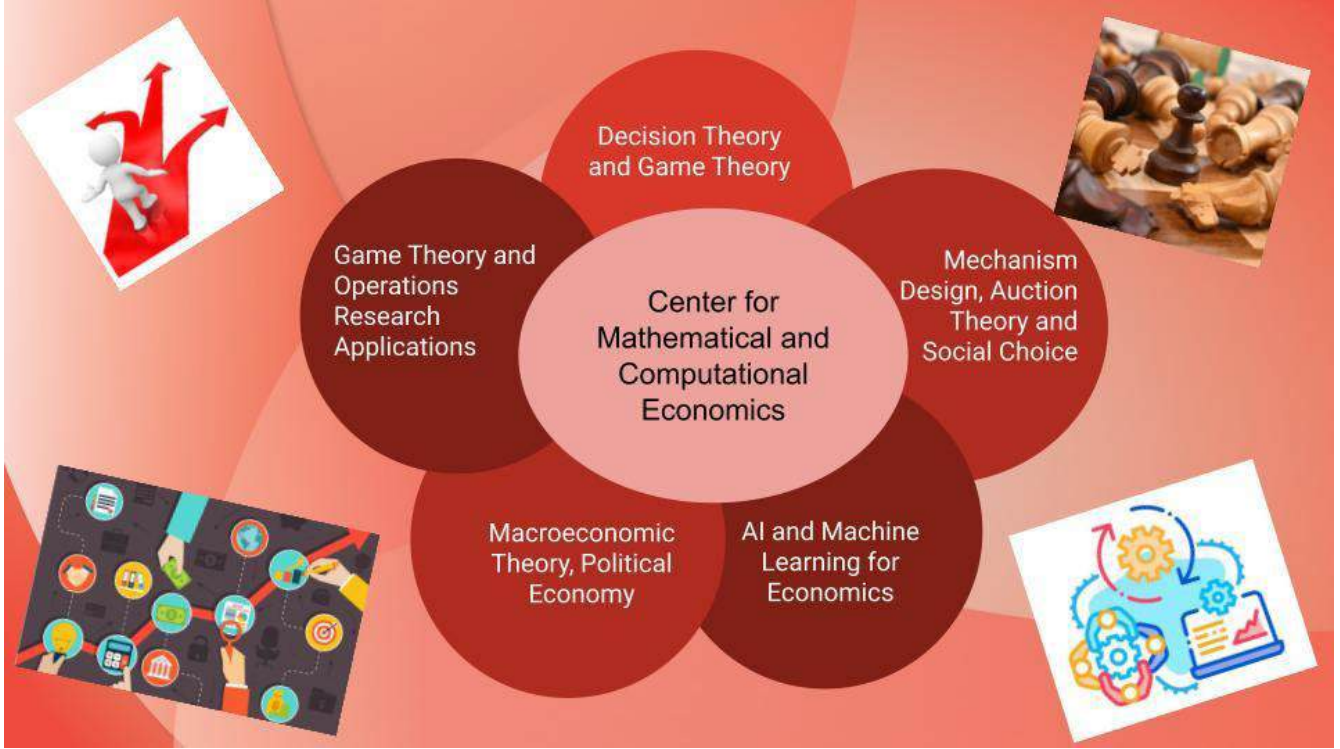 Decision Theory
and Game Theory
Game Theory and
Operations
Research
Applications
Center for
Mathematical and
Computational
Economics
Mechanism
Design, Auction
Theory and
Social Choice
Macroeconomic
Theory, Political
Economy
AI and Machine
Learning for
Economics